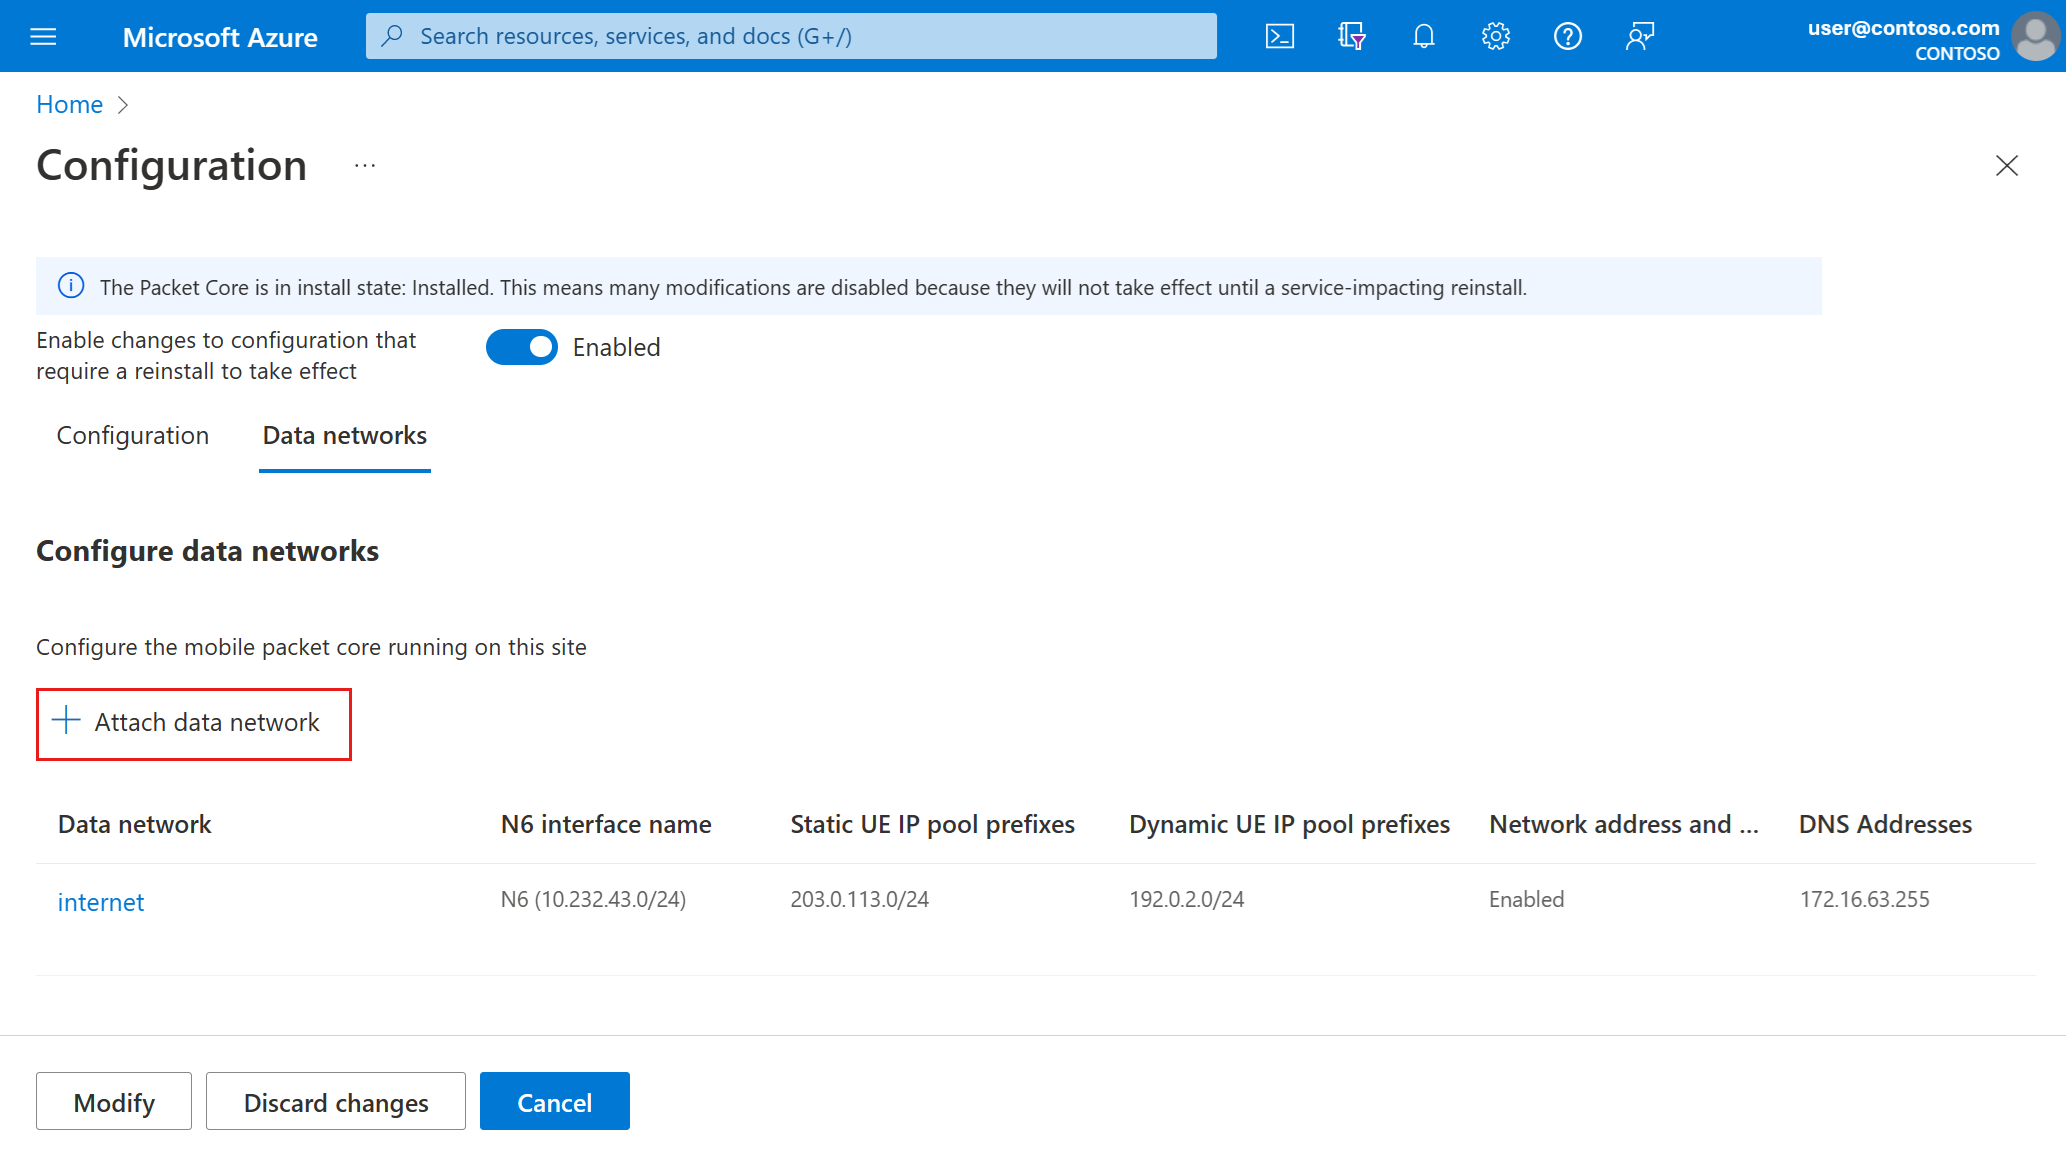 Microsoft Azure
Search resources, services, and docs (G+/)
user@contoso.com
CONTOSO
Home
Configuration ...
The Packet Core is in install state: Installed. This means many modifications are disabled because they will not take effect until a service-impacting reinstall.
Enable changes to configuration that
require a reinstall to take effect
Enabled
Configuration Data networks
Configure data networks
Configure the mobile packet core running on this site
Attach data network
Data network N6 interface name Static UE IP pool prefixes Dynamic UE IP pool prefixes Network address and ... DNS Addresses
internet N6 (10.232.43.0/24) 203.0.113.0/24 192.0.2.0/24 Enabled 172.16.63.255
Modify Discard changes Cancel